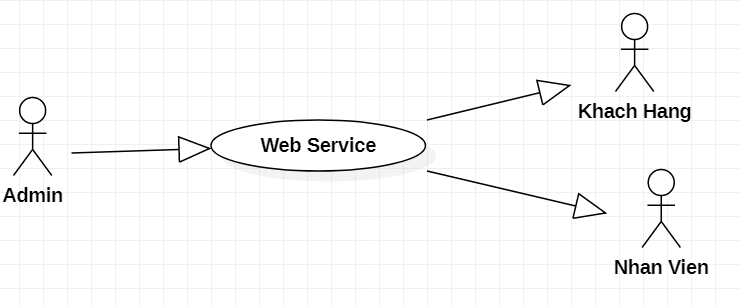 Khach Hang
Web Service
Admin
Nhan Vien